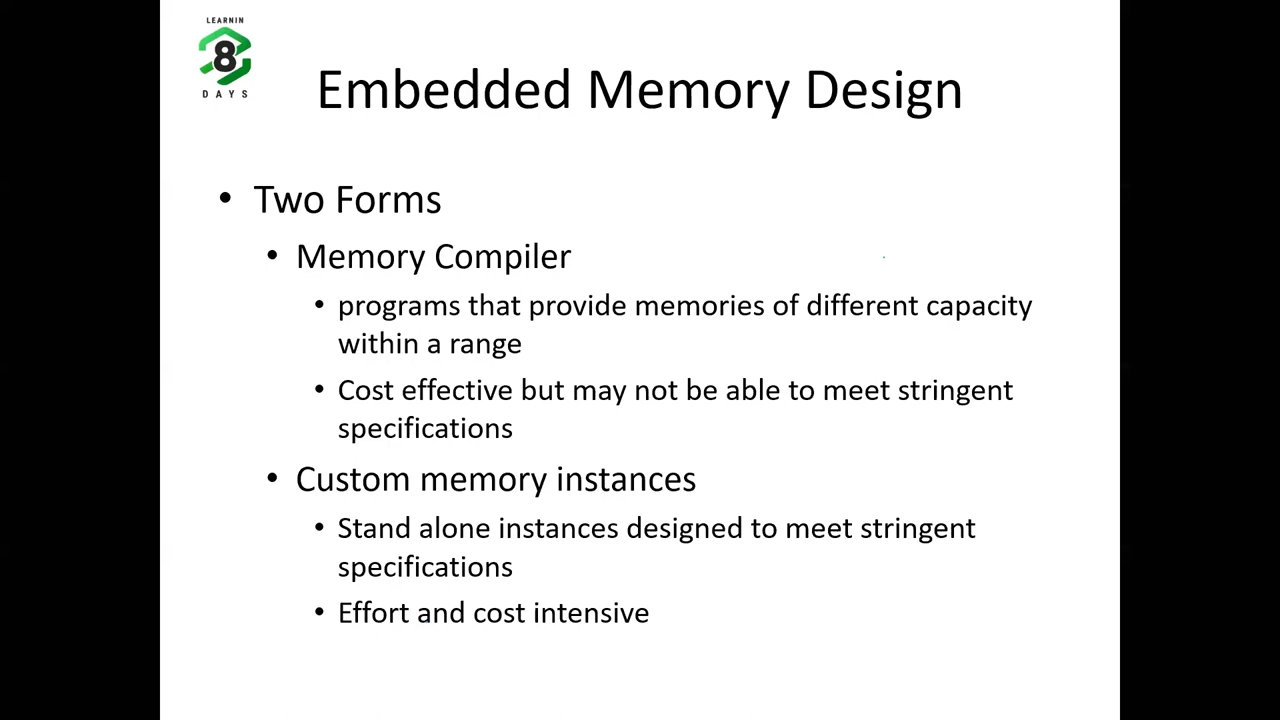 LEARNIN
8
DAYS
Embedded Memory Design
• Two Forms
• Memory Compiler
• programs that provide memories of different capacity
within a range
• Cost effective but may not be able to meet stringent
specifications
• Custom memory instances
• Stand alone instances designed to meet stringent
specifications
• Effort and cost intensive